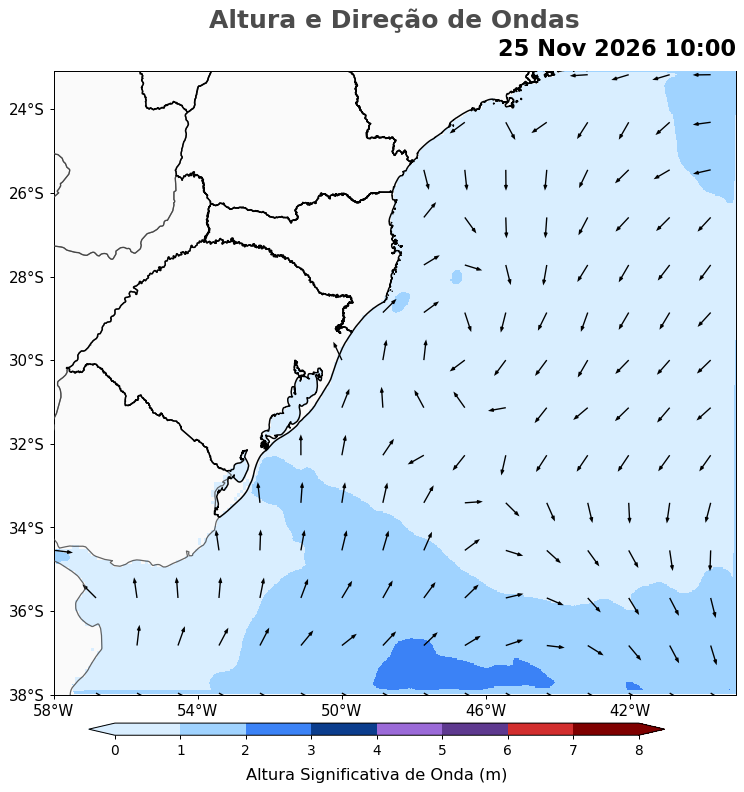 Altura e Direção de Ondas
25 Nov 2026 10:00
24°S
26°S
28°S
30°S
32°S
34°S
36°S
38°S
58°W 54°W 50°W 46°W 42°W
0 1 2 3 4 5 6 7 8
Altura Significativa de Onda (m)